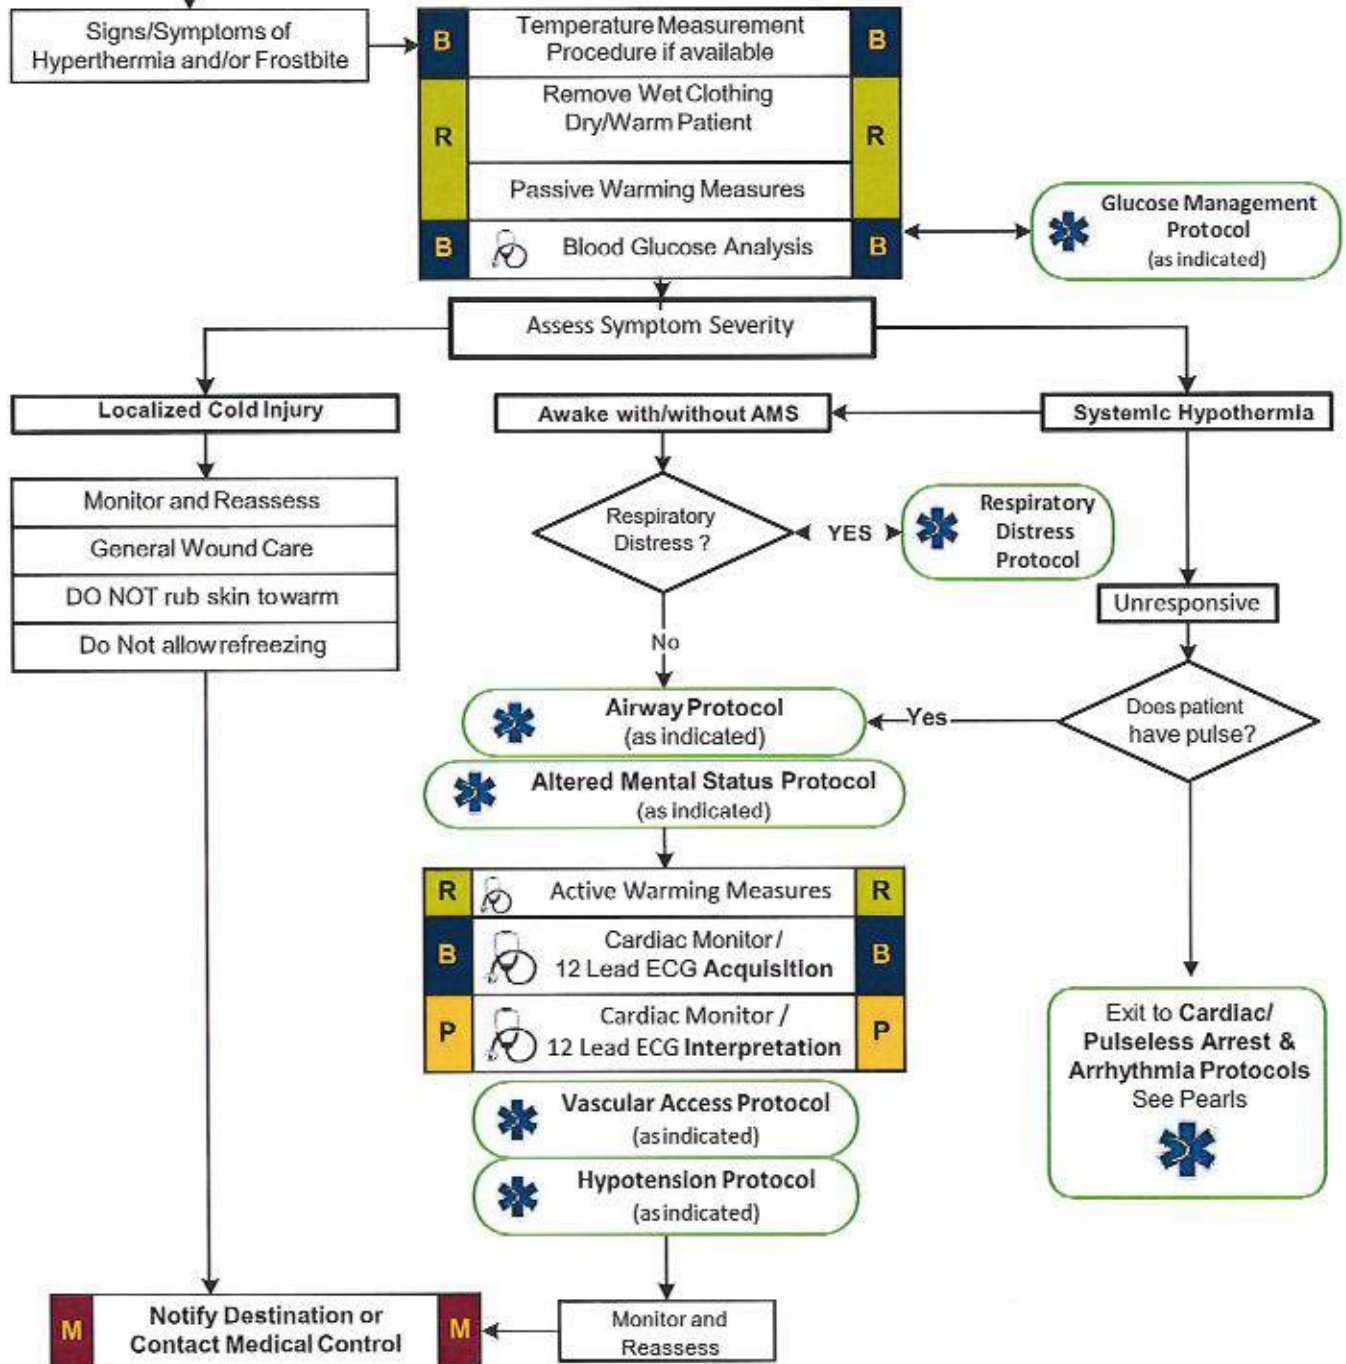 Signs/Symptoms of
Hyperthermia and/or Frostbite
B
Temperature Measurement
Procedure if available
B
R
Remove Wet Clothing
Dry/Warm Patient
R
Passive Warming Measures
B
Blood Glucose Analysis
B
Glucose Management
Protocol
(as indicated)
Assess Symptom Severity
Localized Cold Injury
Awake with/without AMS
Systemic Hypothermia
Monitor and Reassess
General Wound Care
DO NOT rub skin to warm
Do Not allow refreezing
Respiratory
Distress ?
YES
Respiratory
Distress
Protocol
Unresponsive
No
Airway Protocol
(as indicated)
Yes
Does patient
have pulse?
Altered Mental Status Protocol
(as indicated)
R
Active Warming Measures
R
B
Cardiac Monitor /
12 Lead ECG Acquisition
B
P
Cardiac Monitor /
12 Lead ECG Interpretation
P
Exit to Cardiac/
Pulseless Arrest &
Arrhythmia Protocols
See Pearls
Vascular Access Protocol
(as indicated)
Hypotension Protocol
(as indicated)
M
Notify Destination or
Contact Medical Control
M
Monitor and
Reassess